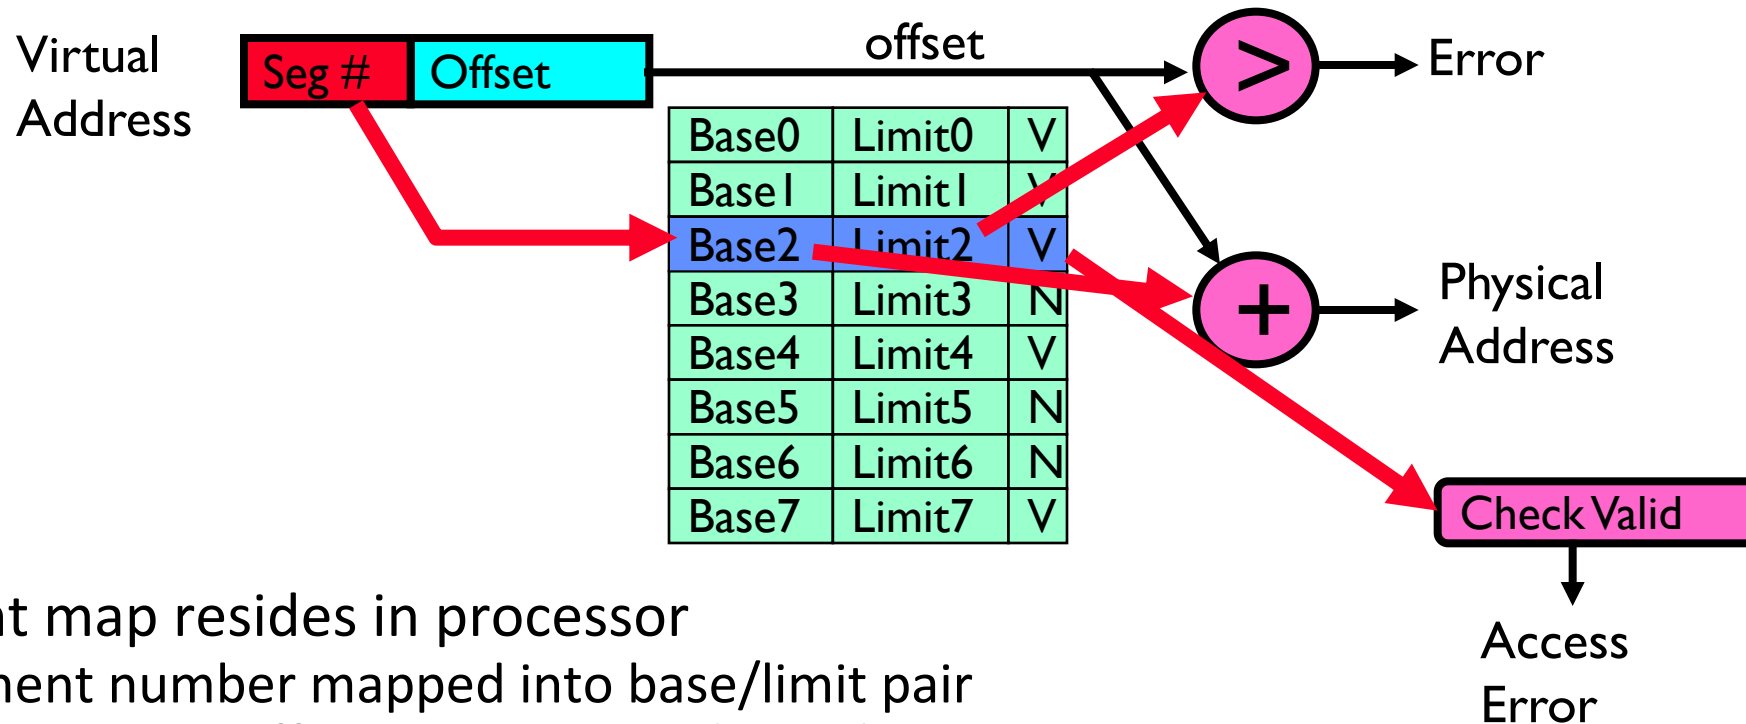 Virtual
Address
Seg #
Offset
offset
>
Error
Base0 Limit0 V
Base1 Limit1 V
Base2 Limit2 V
Base3 Limit3 N
Base4 Limit4 V
Base5 Limit5 N
Base6 Limit6 N
Base7 Limit7 V
+
Physical
Address
Check Valid
Access
Error
map resides in processor
number mapped into base/limit pair